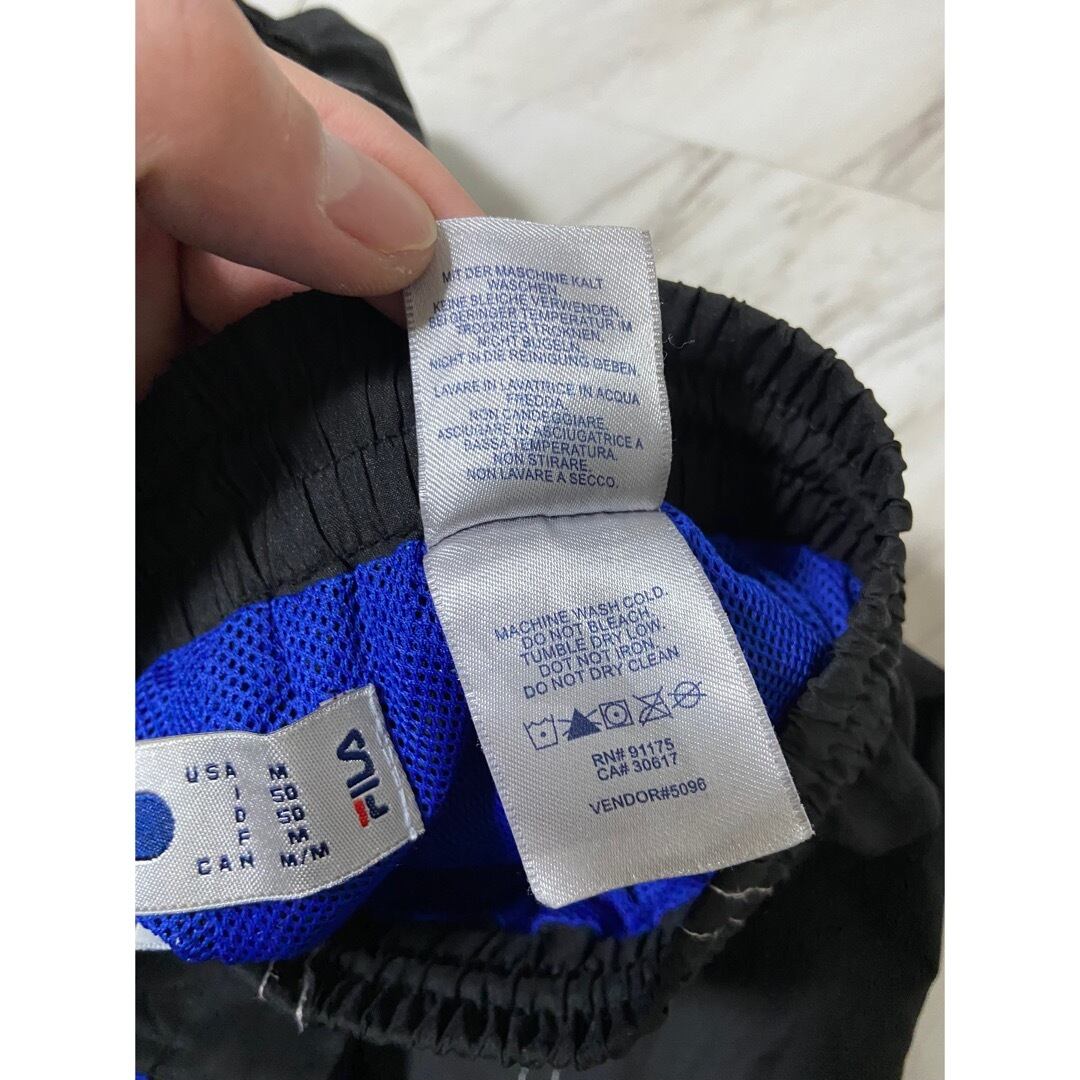 MIT DER MASCHINE KALT
WASCHEN.
KEINE SLEICHE VERWENDEN.
BEI GERINGER TEMPERATUR IM
TROCKNER TROCKNEN.
NICHT BUGELN.
NICHT IN DIE REINIGUNG GEBEN.
LAVARE IN LAVATRICE IN ACQUA
FREDDA.
NON CANDEGGIARE.
ASCIUGARE IN ASCIUGATRICE A
BASSA TEMPERATURA.
NON STIRARE.
NON LAVARE A SECCO.
MACHINE WASH COLD.
DO NOT BLEACH.
TUMBLE DRY LOW.
DOT NOT IRON.
DO NOT DRY CLEAN
RN# 91175
CA# 30617
VENDOR#5096
FILA
USA M
I 50
D 50
F M
CAN M/M